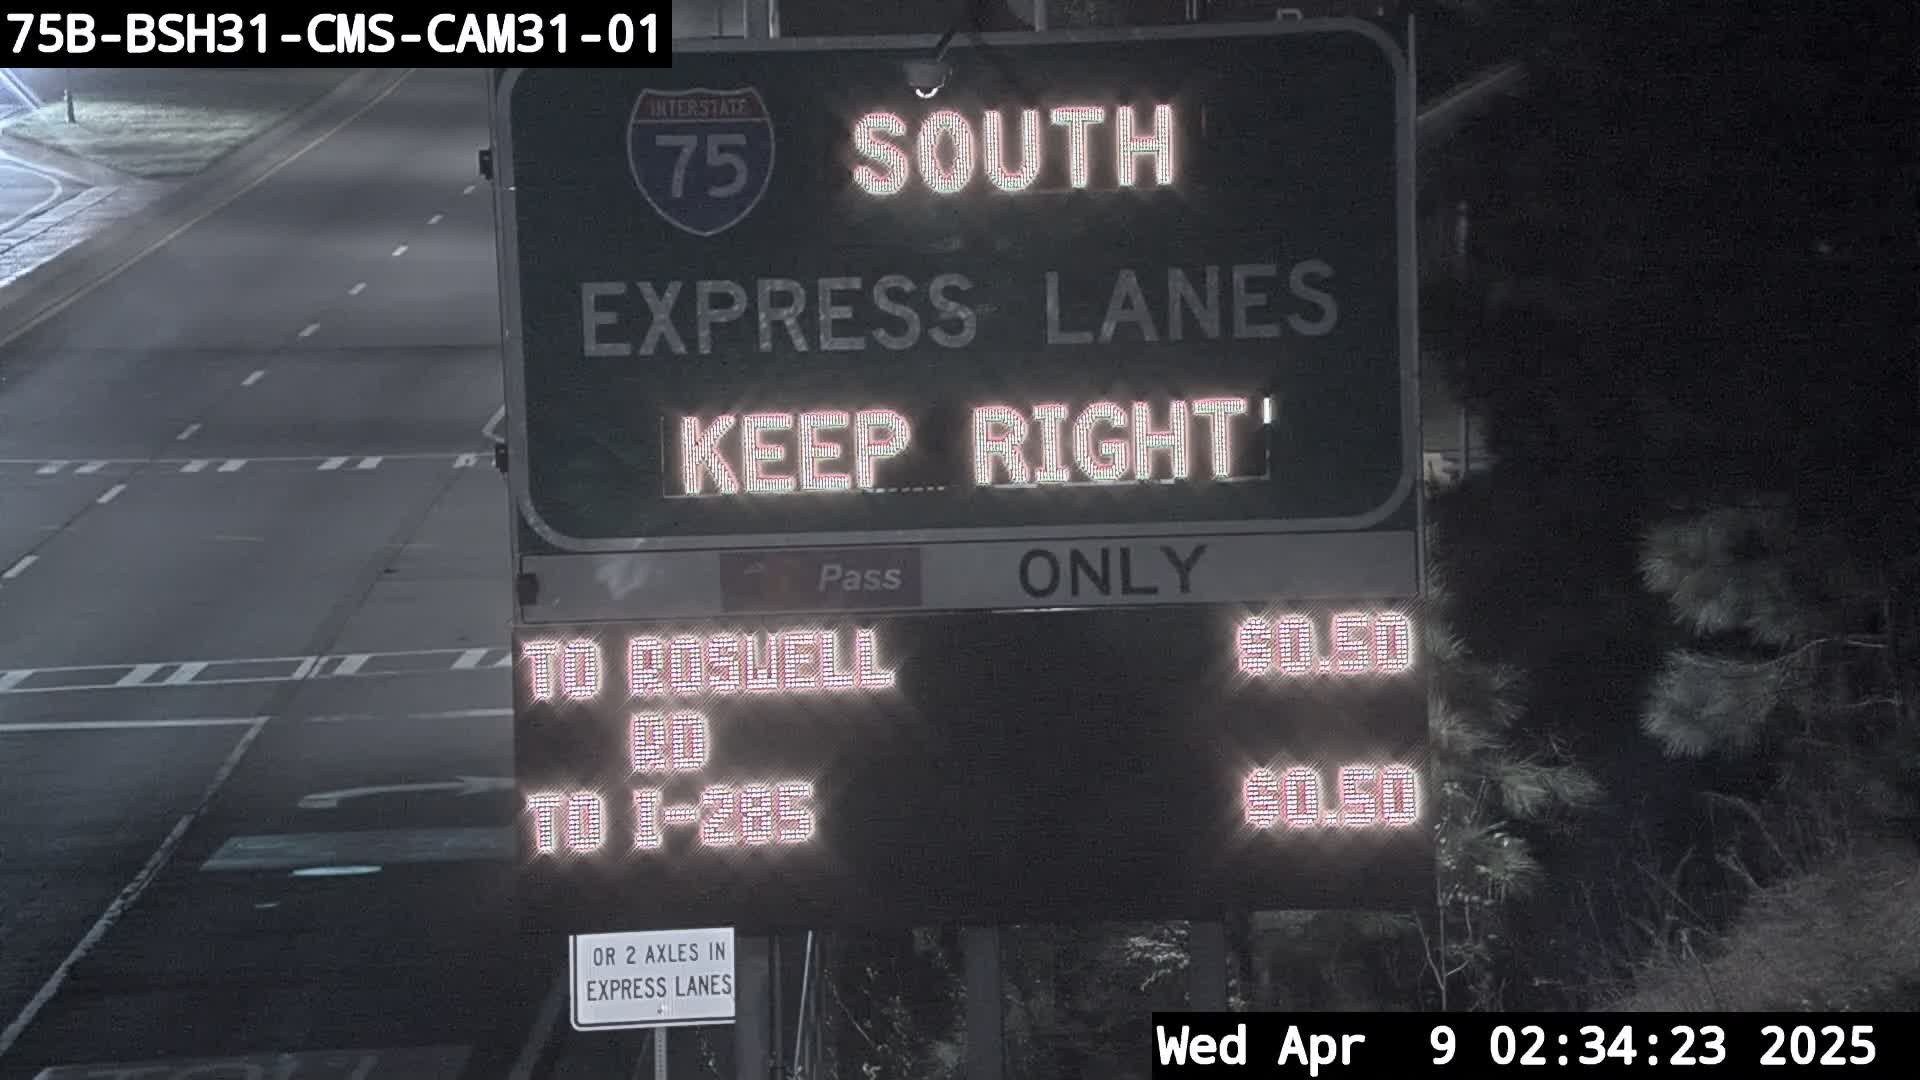 75B-BSH31-CMS-CAM31-01
INTERSTATE
75
SOUTH
EXPRESS LANES
KEEP RIGHT
Pass ONLY
TO ROSWELL $0.50
RD
TO I-285 $0.50
OR 2 AXLES IN
EXPRESS LANES
Wed Apr 9 02:34:23 2025